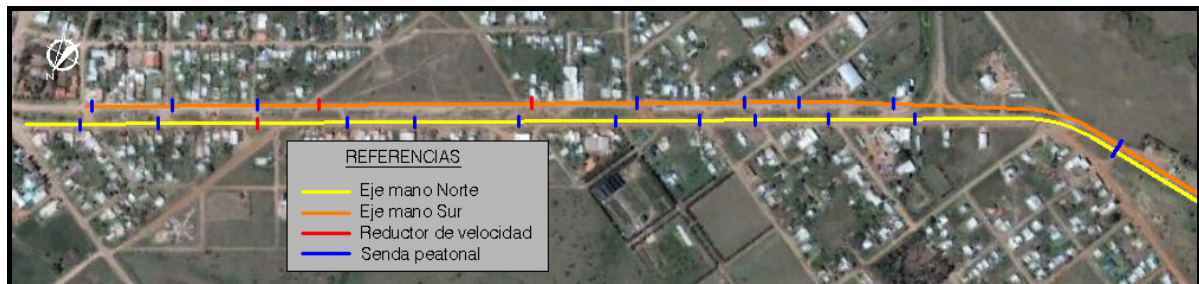 N
REFERENCIAS
Eje mano Norte
Eje mano Sur
Reductor de velocidad
Senda peatonal